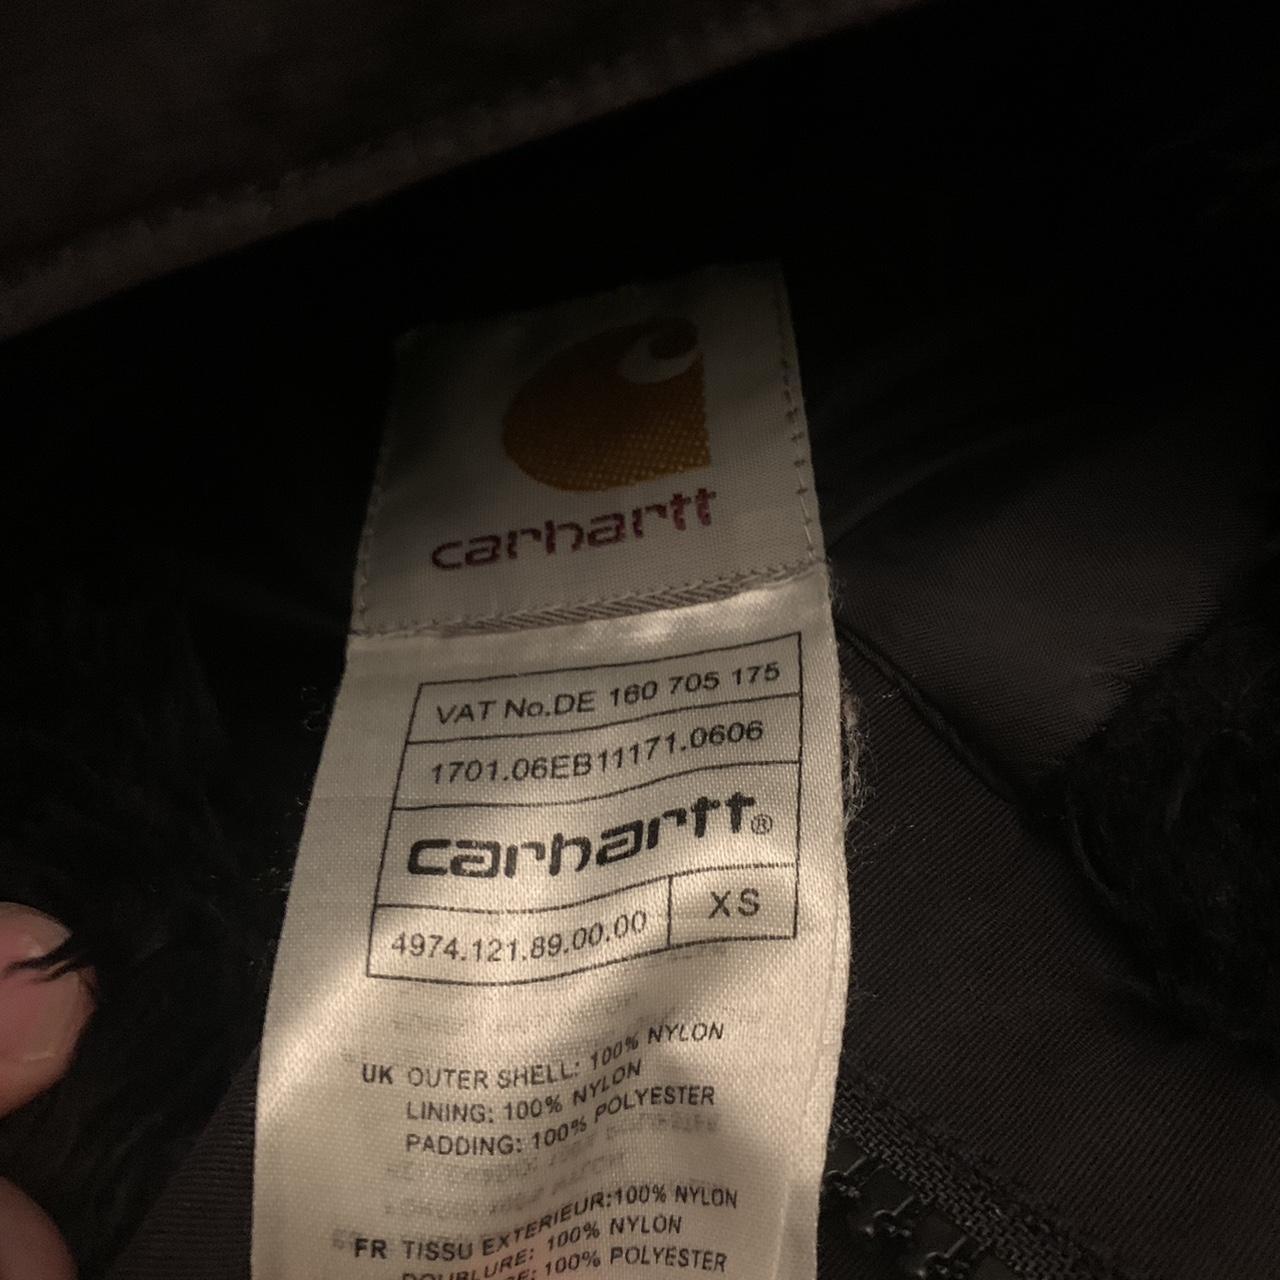 carhartt
VAT No.DE 160 705 175
1701.06EB11171.0606
carhartt®
4974.121.89.00.00 XS
UK OUTER SHELL: 100% NYLON
LINING: 100% NYLON
PADDING: 100% POLYESTER
FR TISSU EXTERIEUR:100% NYLON
DOUBLURE: 100% NYLON
100% POLYESTER